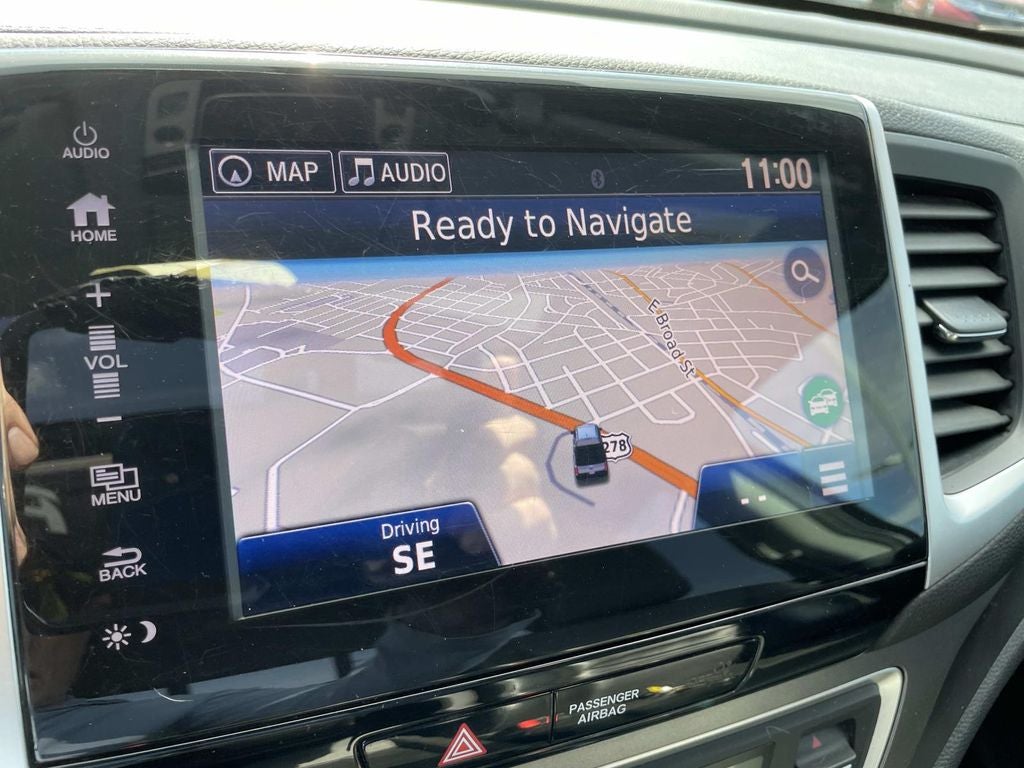 AUDIO
MAP
AUDIO
11:00
Ready to Navigate
HOME
+
VOL
-
E Broad St
278
MENU
Driving
SE
--
BACK
PASSENGER
AIRBAG